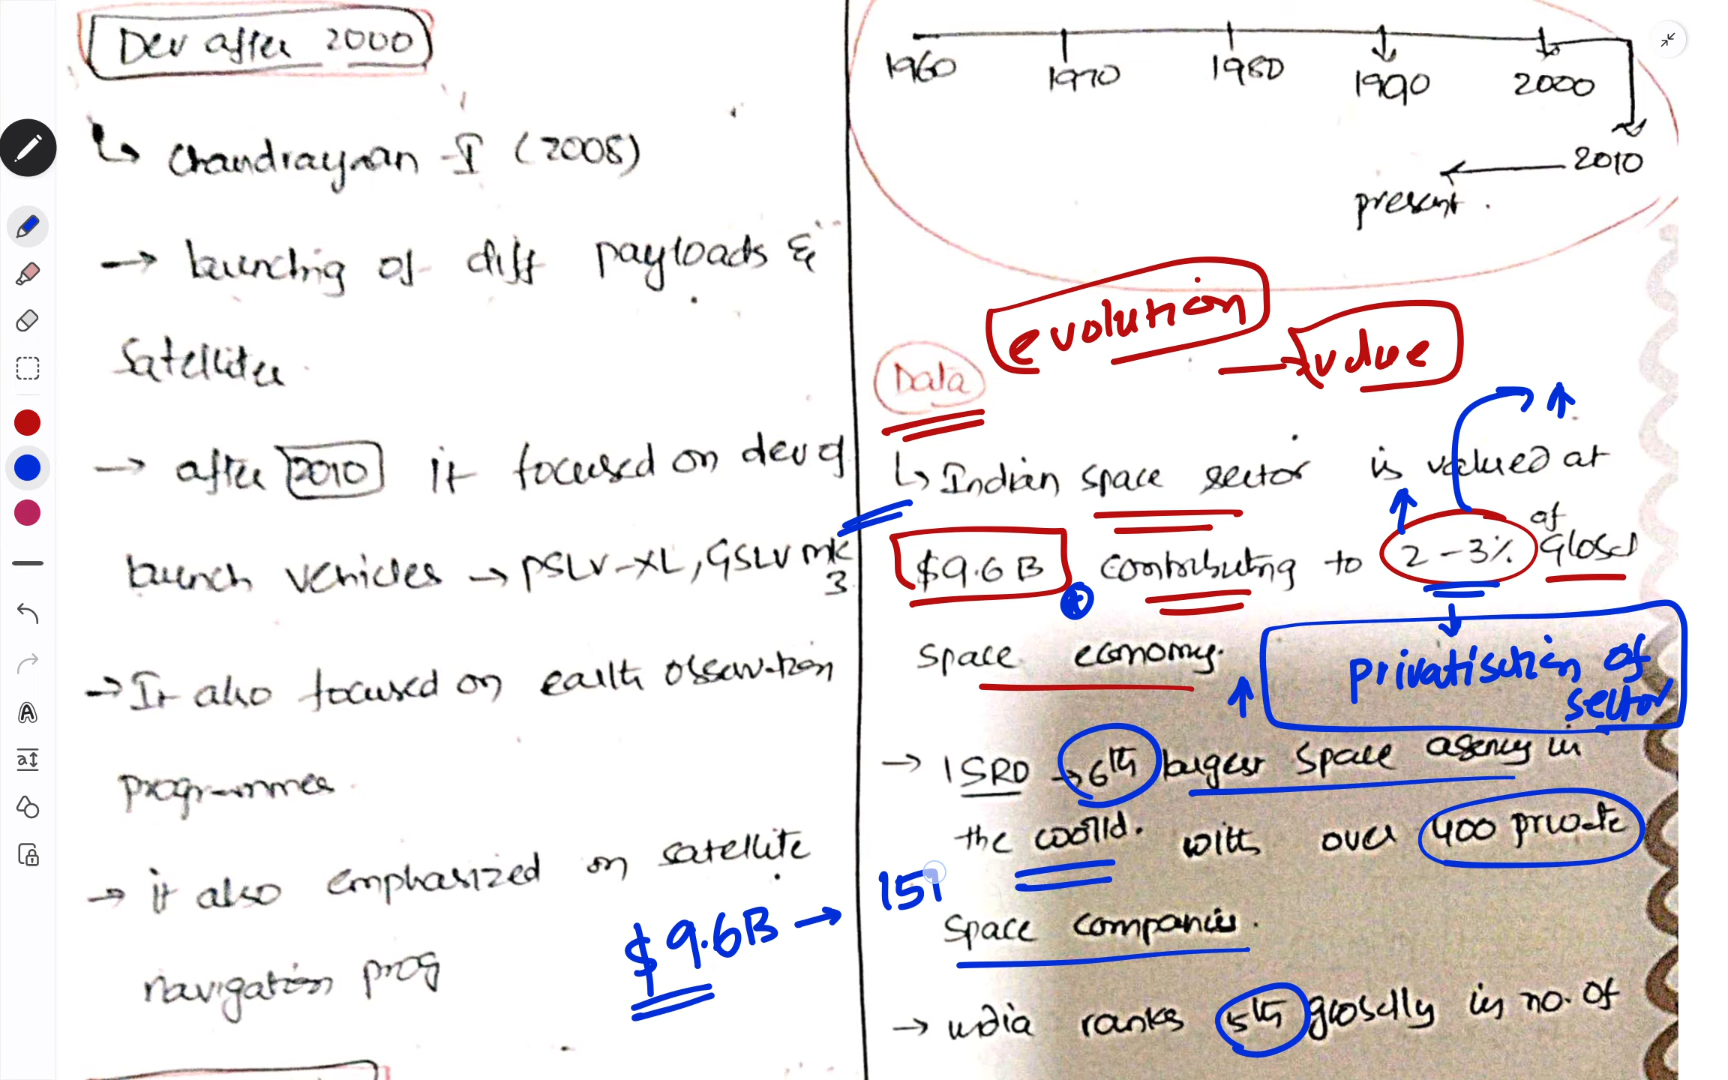 Dev after 2000
Chandrayaan - I (2008)
→ launching of diff payloads &
satellites.
→ after 2010 it focused on dev of
launch vehicles → PSLV-XL, GSLV mk
3
→ It also focused on earth observation
programmes.
→ it also emphasized on satellite
navigation prog
$9.6B →
1960 1970 1980 1990 2000
2010
present.
evolution
→ value
Data
↳ Indian space sector is valued at
$9.6 B contributing to 2-3% of Global
space economy.
↑ privatisation of
sector
→ ISRO → 6th largest space agency in
the world. with over 400 private
space companies.
→ india ranks 5th globally in no. of